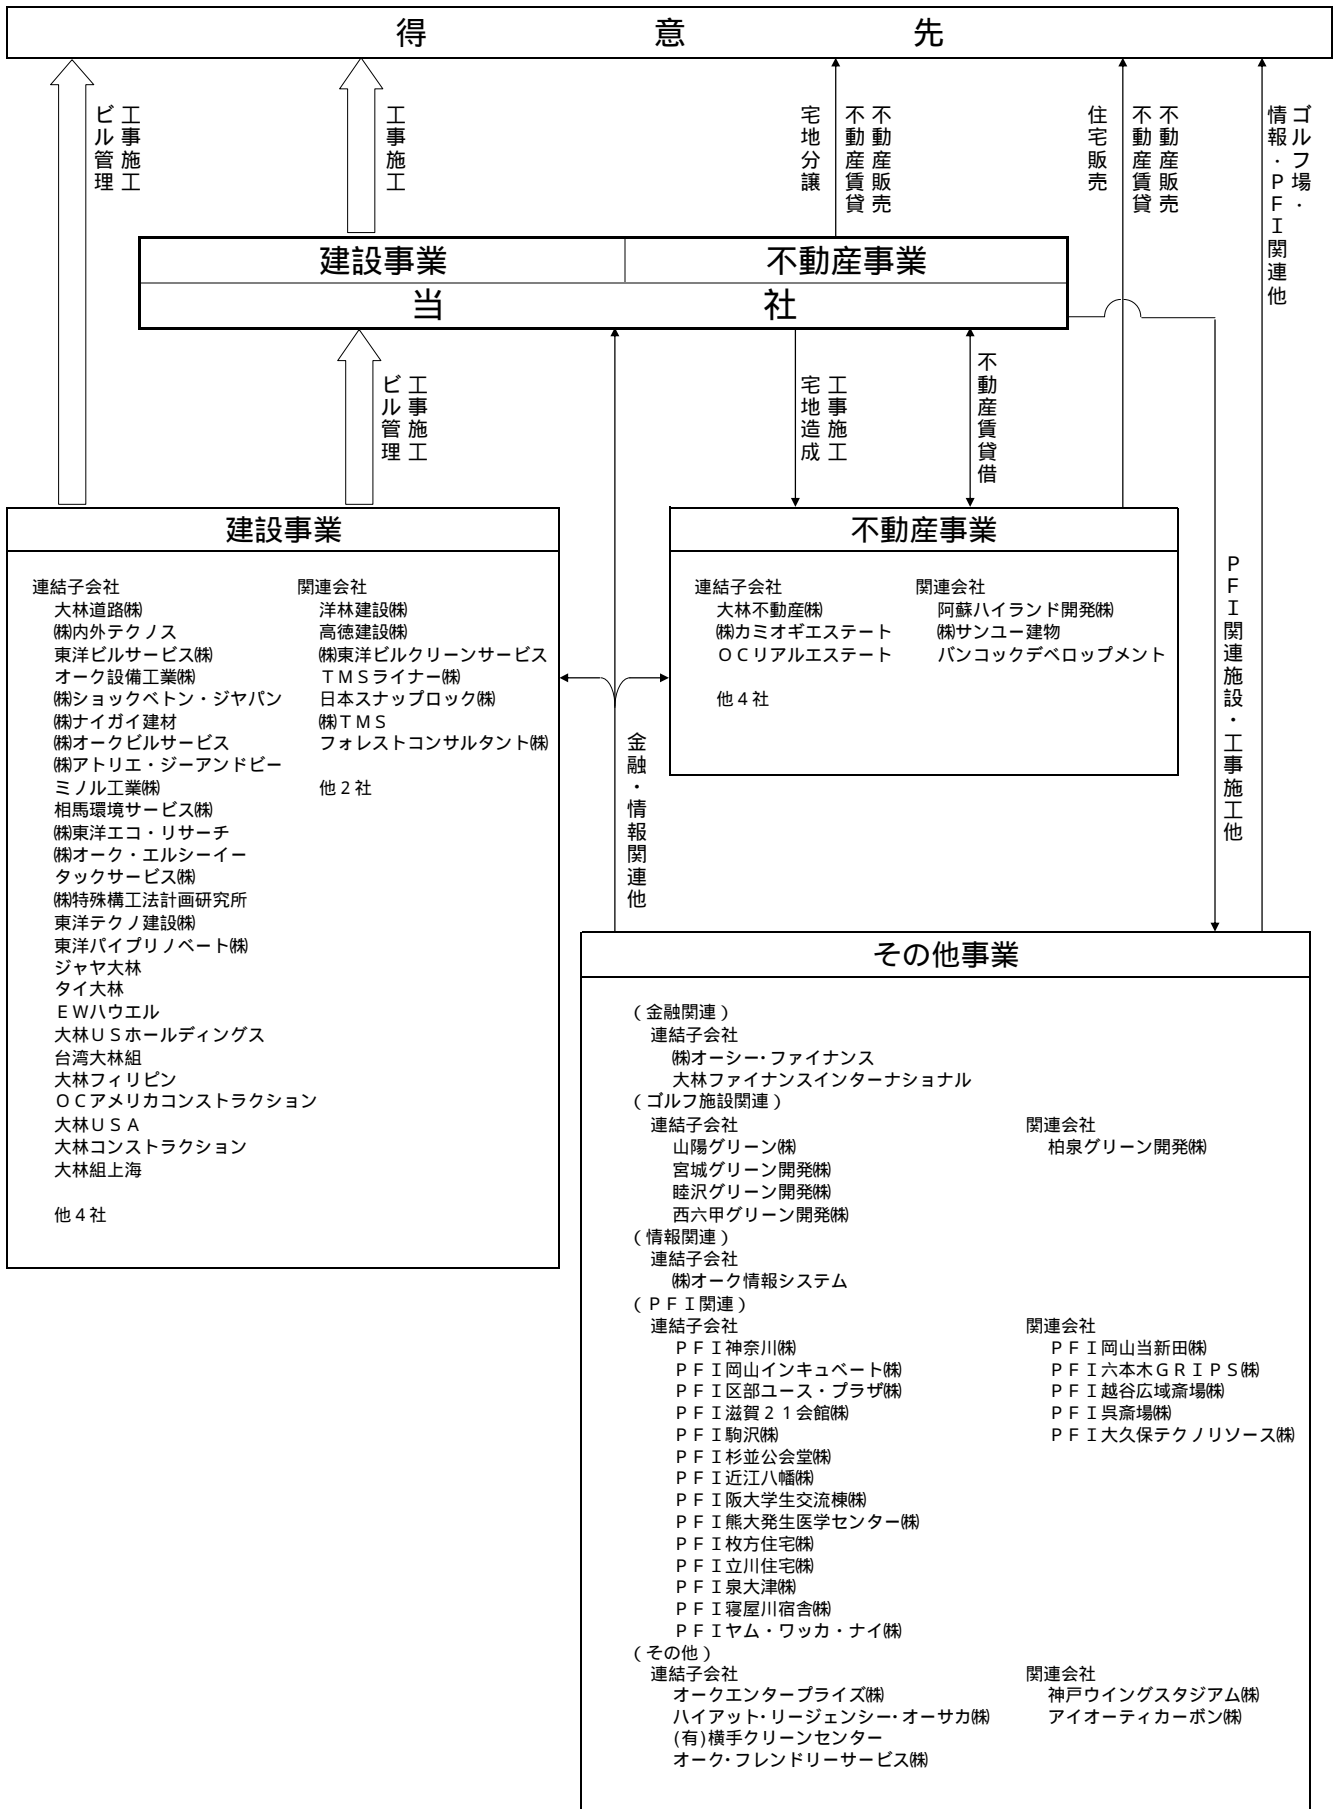 得意先
工事施工
ビル管理
工事施工
不動産販売
不動産賃貸
宅地分譲
不動産販売
不動産賃貸
住宅販売
ゴルフ場・
情報・ＰＦＩ関連他
建設事業
不動産事業
当社
工事施工
ビル管理
工事施工
宅地造成
不動産賃貸借
金融・情報関連他
ＰＦＩ関連施設・工事施工他
建設事業
連結子会社
大林道路㈱
㈱内外テクノス
東洋ビルサービス㈱
オーク設備工業㈱
㈱ショックベトン・ジヤパン
㈱ナイガイ建材
㈱オークビルサービス
㈱アトリエ・ジーアンドビー
ミノル工業㈱
相馬環境サービス㈱
㈱東洋エコ・リサーチ
㈱オーク・エルシーイー
タックサービス㈱
㈱特殊構工法計画研究所
東洋テクノ建設㈱
東洋パイプリノベート㈱
ジャヤ大林
タイ大林
ＥＷハウエル
大林ＵＳホールディングス
台湾大林組
大林フィリピン
ＯＣアメリカコンストラクション
大林ＵＳＡ
大林コンストラクション
大林組上海
他４社
関連会社
洋林建設㈱
高徳建設㈱
㈱東洋ビルクリーンサービス
ＴＭＳライナー㈱
日本スナップロック㈱
㈱ＴＭＳ
フォレストコンサルタント㈱
他２社
不動産事業
連結子会社
大林不動産㈱
㈱カミオギエステート
ＯＣリアルエステート
他４社
関連会社
阿蘇ハイランド開発㈱
㈱サンユー建物
バンコックデベロップメント
その他事業
（金融関連）
連結子会社
㈱オーシー・ファイナンス
大林ファイナンスインターナショナル
（ゴルフ施設関連）
連結子会社
山陽グリーン㈱
宮城グリーン開発㈱
睦沢グリーン開発㈱
西六甲グリーン開発㈱
関連会社
柏泉グリーン開発㈱
（情報関連）
連結子会社
㈱オーク情報システム
（ＰＦＩ関連）
連結子会社
ＰＦＩ神奈川㈱
ＰＦＩ岡山インキュベート㈱
ＰＦＩ区部ユース・プラザ㈱
ＰＦＩ滋賀２１会館㈱
ＰＦＩ駒沢㈱
ＰＦＩ杉並公会堂㈱
ＰＦＩ近江八幡㈱
ＰＦＩ阪大学生交流棟㈱
ＰＦＩ熊大発生医学センター㈱
ＰＦＩ枚方住宅㈱
ＰＦＩ立川住宅㈱
ＰＦＩ泉大津㈱
ＰＦＩ寝屋川宿舎㈱
ＰＦＩヤム・ワッカ・ナイ㈱
関連会社
ＰＦＩ岡山当新田㈱
ＰＦＩ六本木ＧＲＩＰＳ㈱
ＰＦＩ越谷広域斎場㈱
ＰＦＩ呉斎場㈱
ＰＦＩ大久保テクノリソース㈱
（その他）
連結子会社
オークエンタープライズ㈱
ハイアット・リージェンシー・オーサカ㈱
(有)横手クリーンセンター
オーク・フレンドリーサービス㈱
関連会社
神戸ウイングスタジアム㈱
アイオーティカーボン㈱